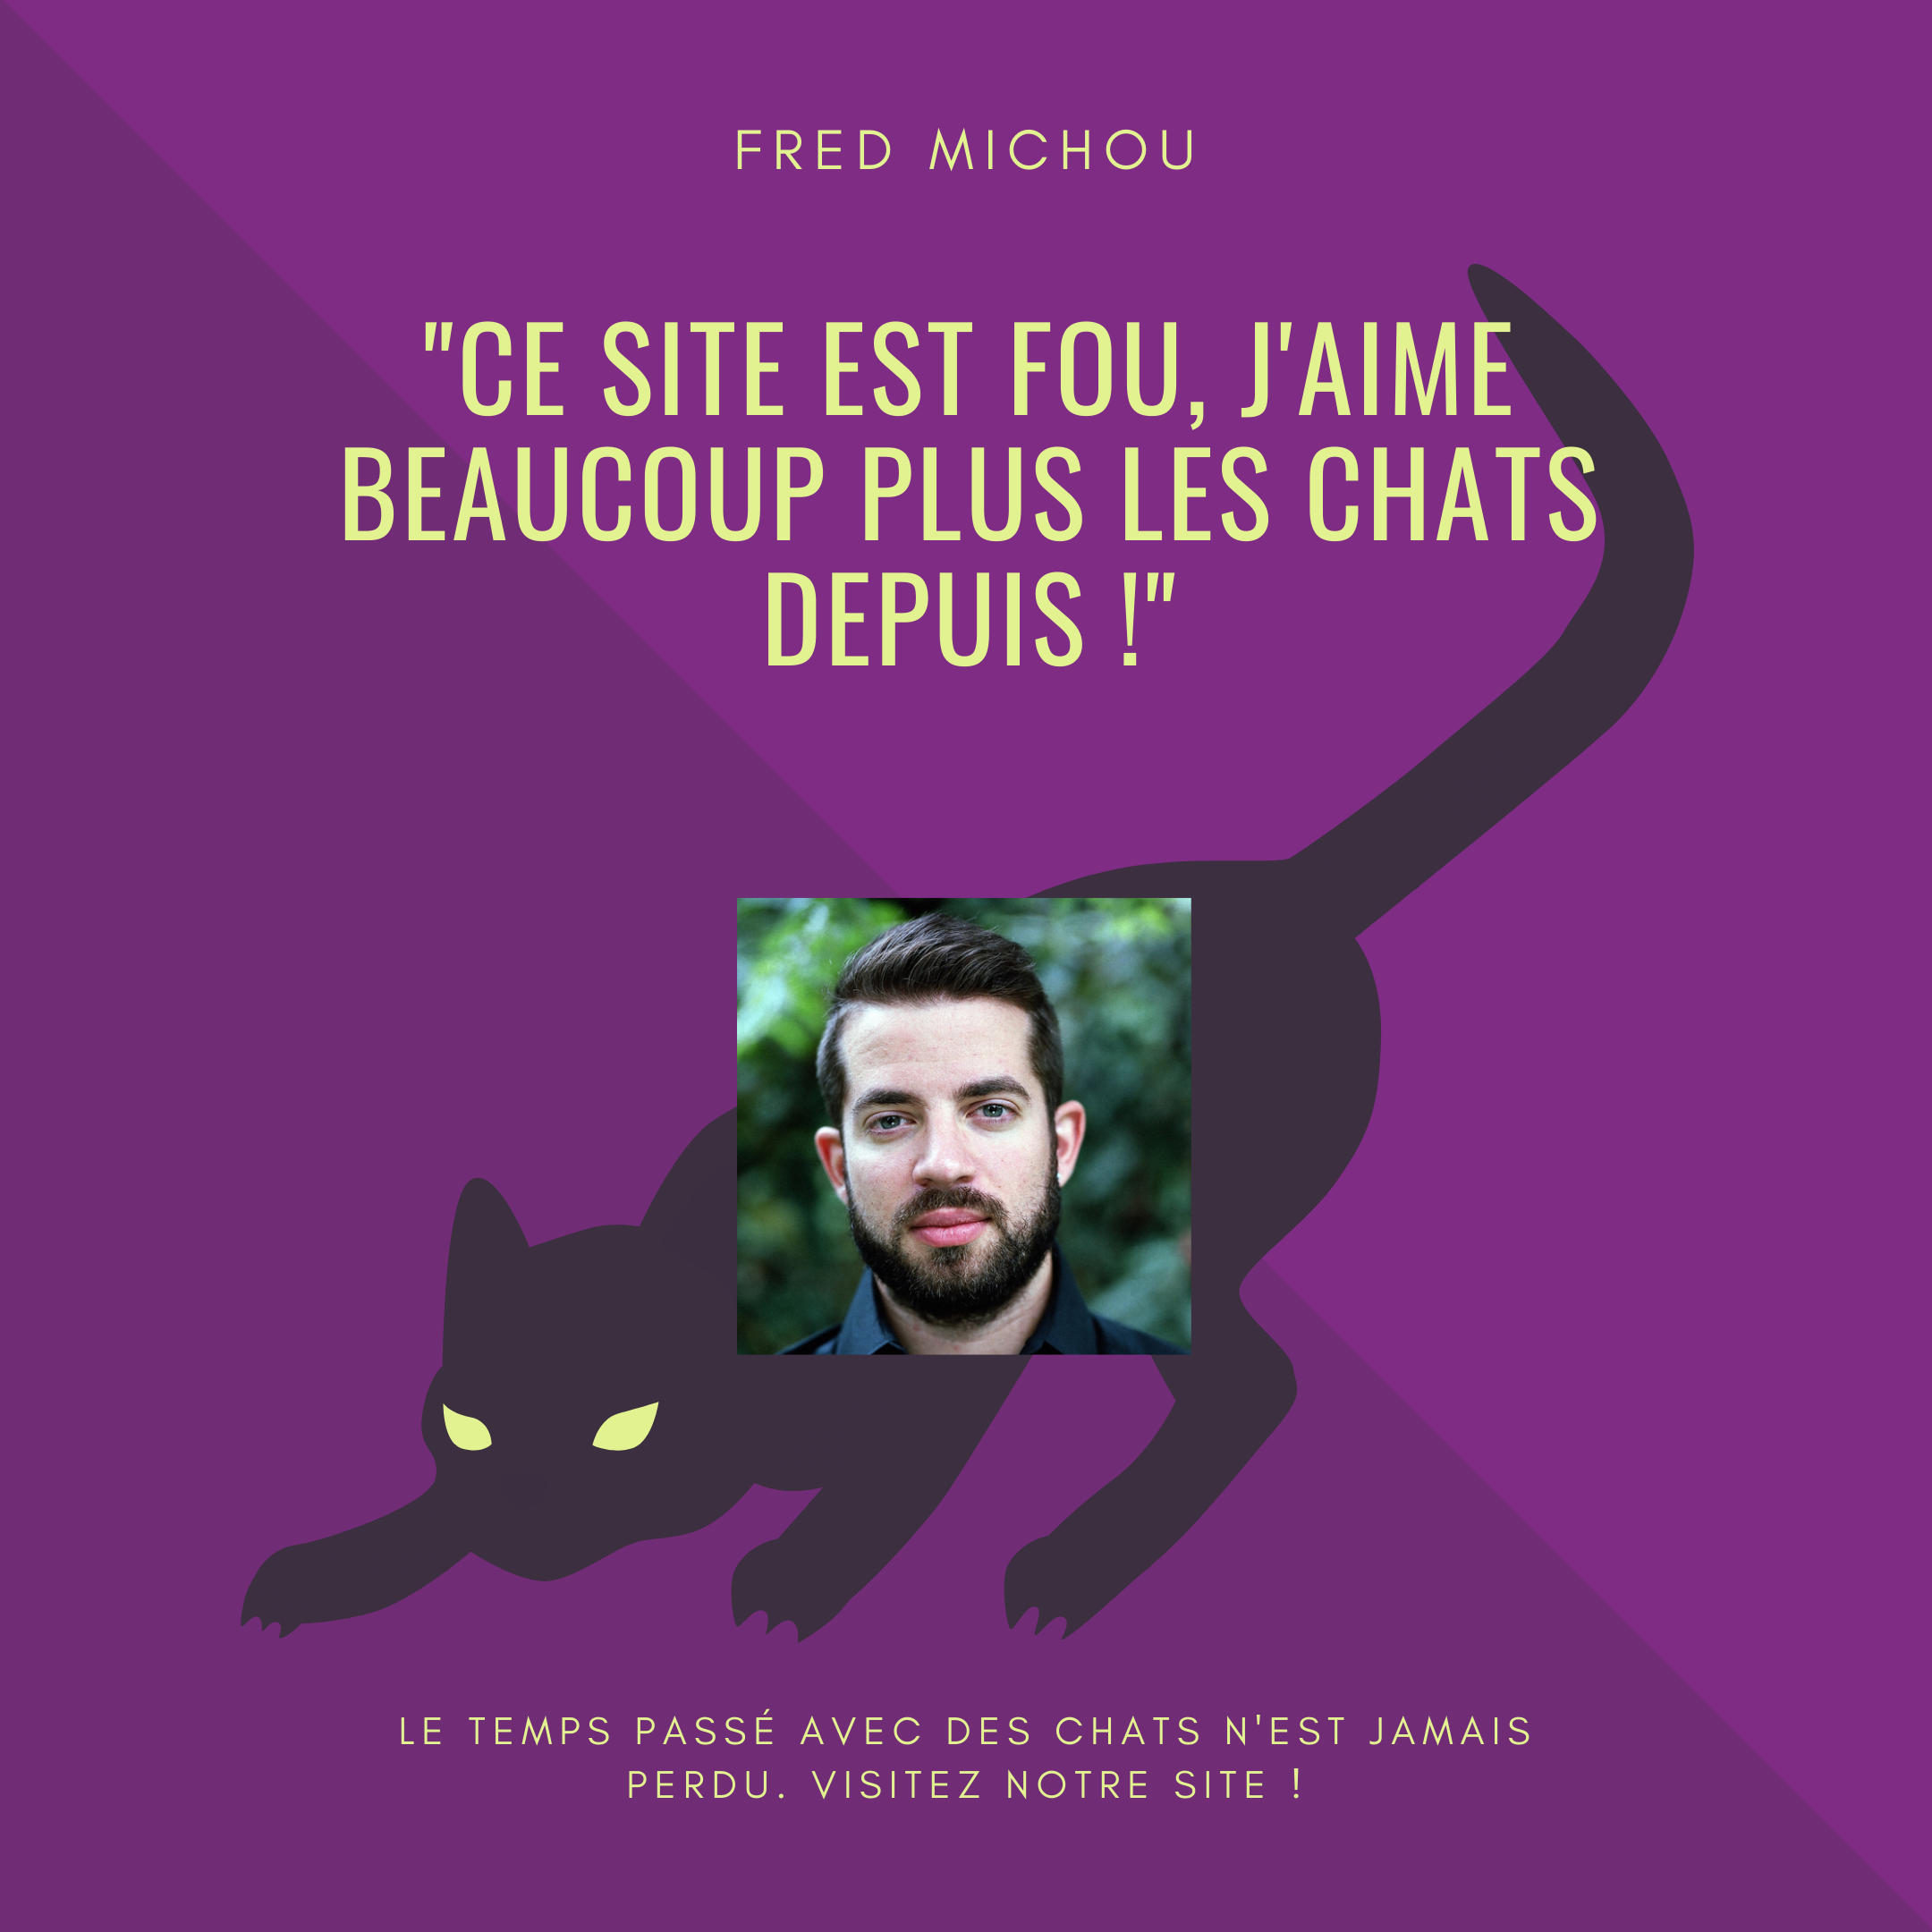 FRED MICHOU
"CE SITE EST FOU, J'AIME
BEAUCOUP PLUS LES CHATS
DEPUIS !"
LE TEMPS PASSÉ AVEC DES CHATS N'EST JAMAIS
PERDU. VISITEZ NOTRE SITE !